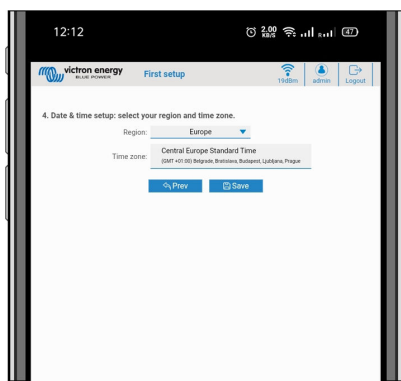 12:12
2.00 KB/S R 47
victron energy
BLUE POWER
First setup
19dBm
admin
Logout
4. Date & time setup: select your region and time zone.
Region: Europe
Time zone: Central Europe Standard Time
(GMT +01:00) Belgrade, Bratislava, Budapest, Ljubljana, Prague
Prev
Save